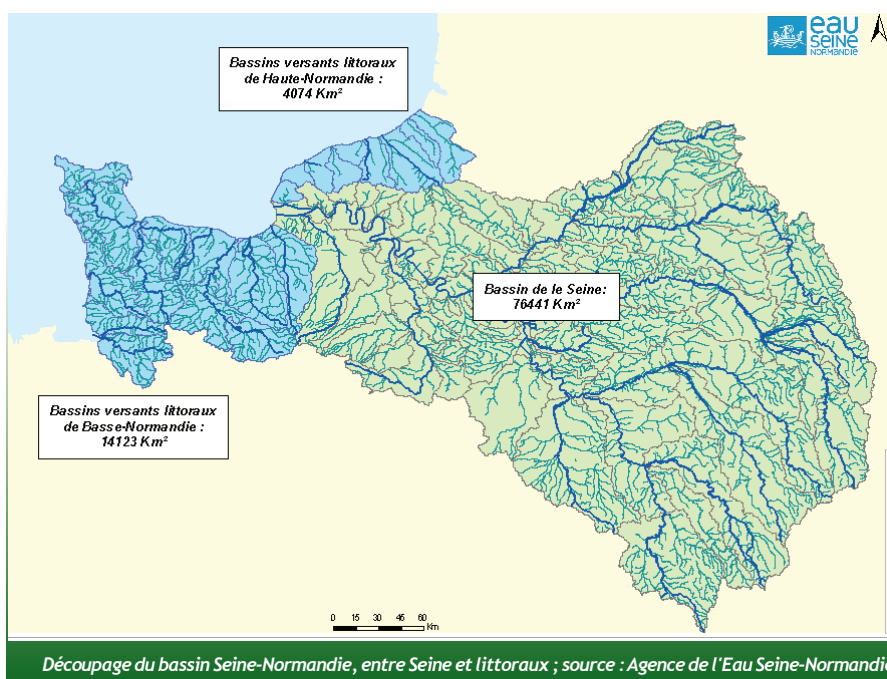 eau
SEINE
NORMANDIE
Bassins versants littoraux
de Haute-Normandie :
4074 Km²
Bassin de le Seine:
76441 Km²
Bassins versants littoraux
de Basse-Normandie :
14123 Km²
0 15 30 45 60
Km
Découpage du bassin Seine-Normandie, entre Seine et littoraux ; source : Agence de l'Eau Seine-Normandie